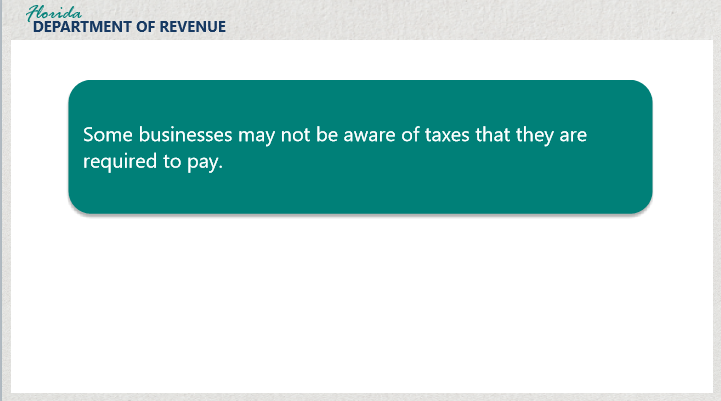 Florida
DEPARTMENT OF REVENUE
Some businesses may not be aware of taxes that they are
required to pay.